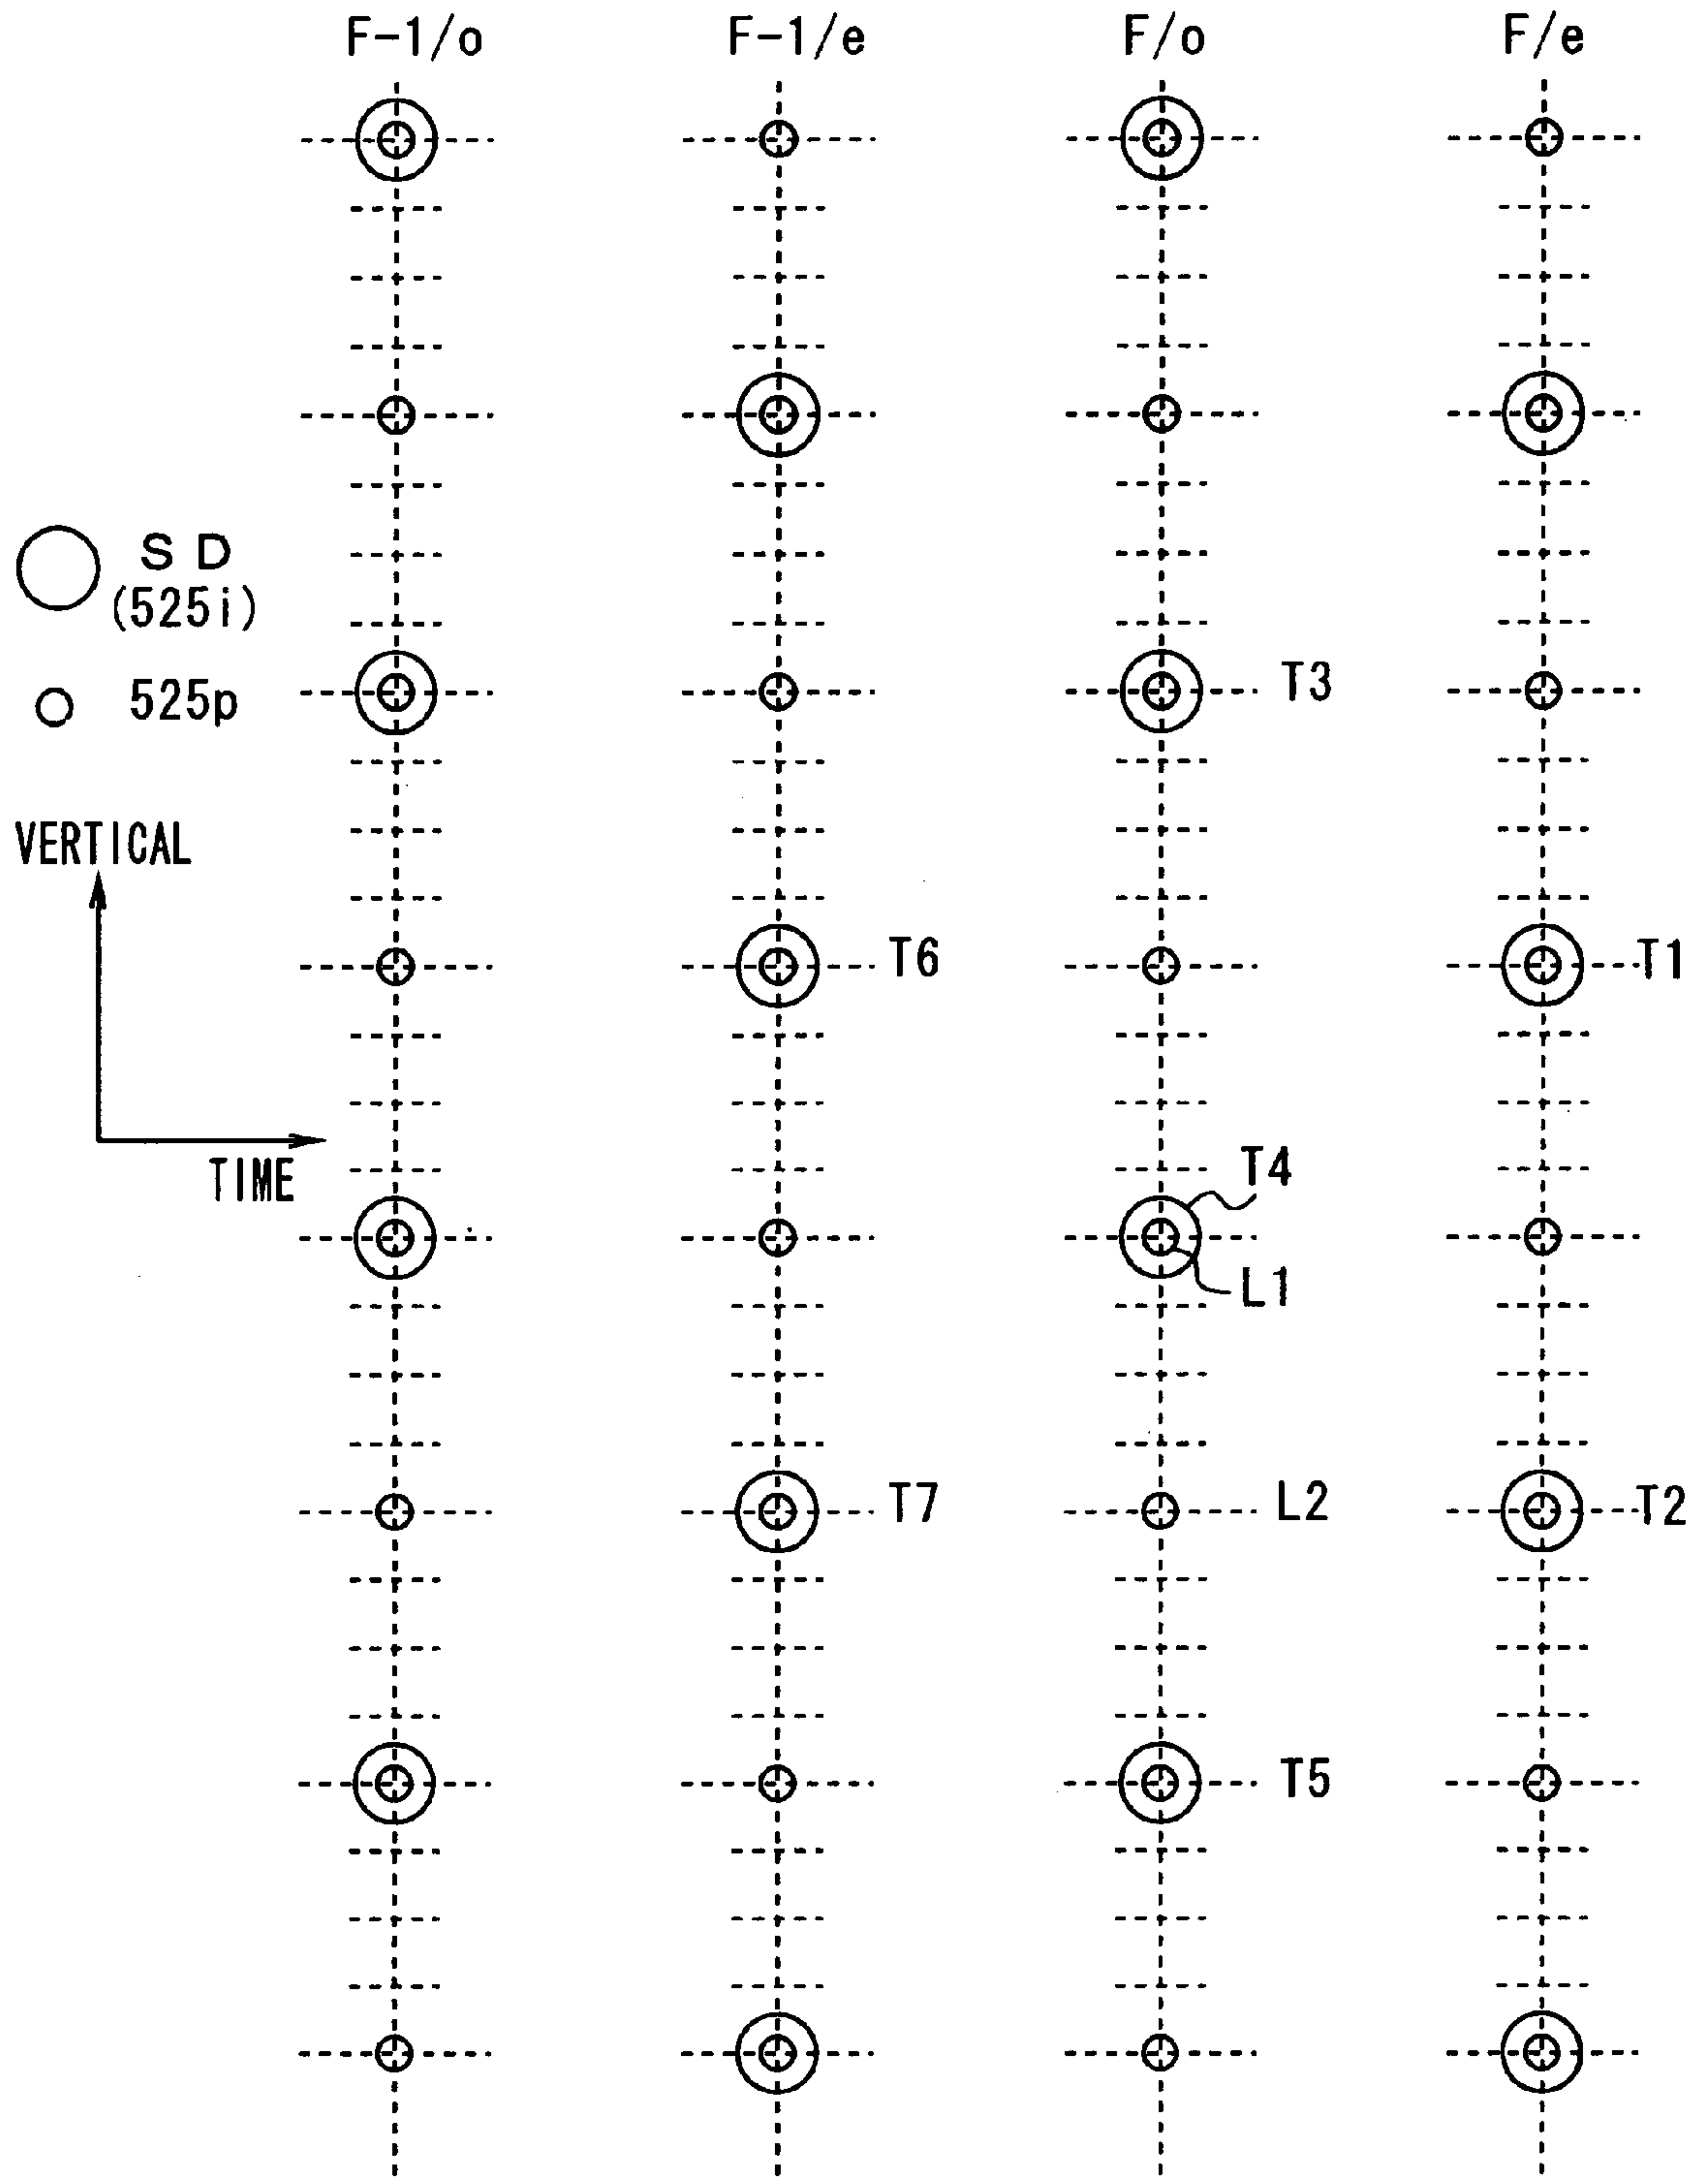 F-1/o F-1/e F/o F/e
SD
(525i)
525p
T3
VERTICAL
T6
T1
TIME
T4
L1
T7
L2
T2
T5